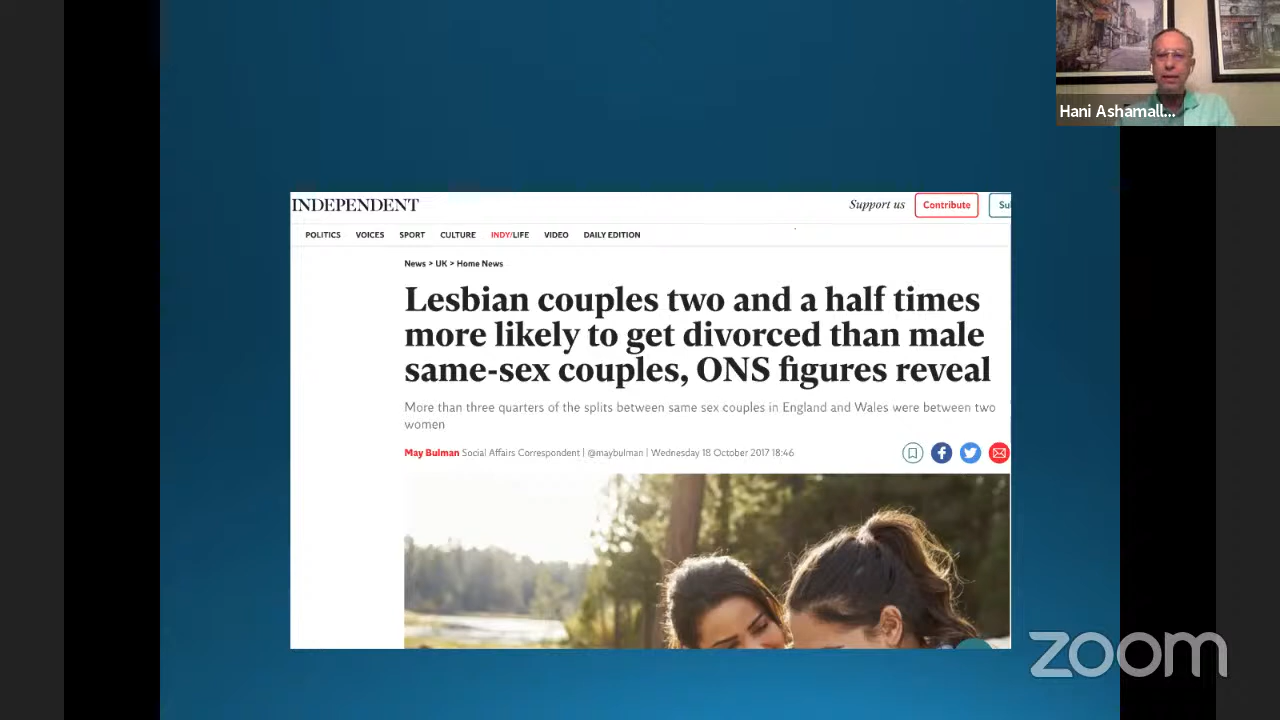 Hani Ashamall...
INDEPENDENT
Support us
Contribute
Su
POLITICS VOICES SPORT CULTURE INDY/LIFE VIDEO DAILY EDITION
News > UK > Home News
Lesbian couples two and a half times
more likely to get divorced than male
same-sex couples, ONS figures reveal
More than three quarters of the splits between same sex couples in England and Wales were between two
women
May Bulman Social Affairs Correspondent | @maybulman | Wednesday 18 October 2017 18:46
zoom